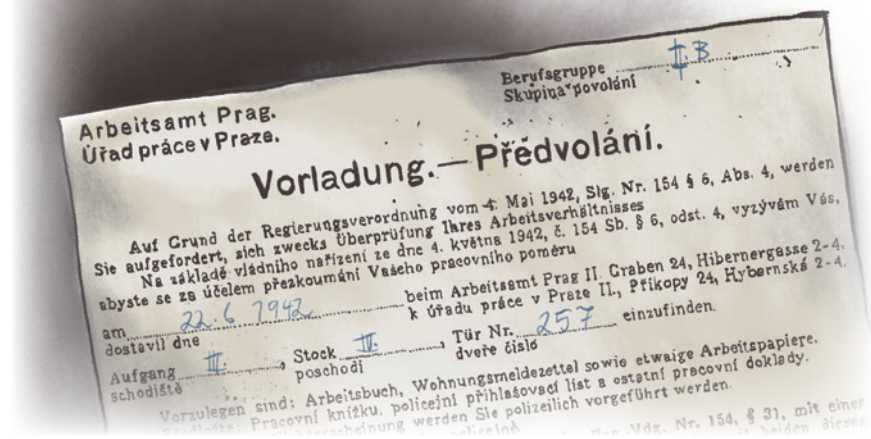 Berufsgruppe II.B
Skupina povolání
Arbeitsamt Prag.
Úřad práce v Praze.
Vorladung.—Předvolání.
Auf Grund der Regierungsverordnung vom 4. Mai 1942, Slg. Nr. 154 § 6, Abs. 4, werden
Sie aufgefordert, sich zwecks Überprüfung Ihres Arbeitsverhältnisses
Na základě vládního nařízení ze dne 4. května 1942, č. 154 Sb. § 6, odst. 4, vyzývám Vás,
abyste se za účelem přezkoumání Vašeho pracovního poměru
am 22.6 1942 beim Arbeitsamt Prag II. Graben 24, Hibernergasse 2-4.
dostavil dne k úřadu práce v Praze II., Příkopy 24, Hybernská 2-4.
Aufgang III. Stock II. Tür Nr. 257 einzufinden.
schodiště poschodí dveře číslo
Vorzulegen sind: Arbeitsbuch, Wohnungsmeldezettel sowie etwaige Arbeitspapiere.
Pracovní knížku, policejní přihlašovací list a ostatní pracovní doklady.
werden Sie polizeilich vorgeführt werden.
Vdg. Nr. 154, § 31, mit einer
beiden diesen